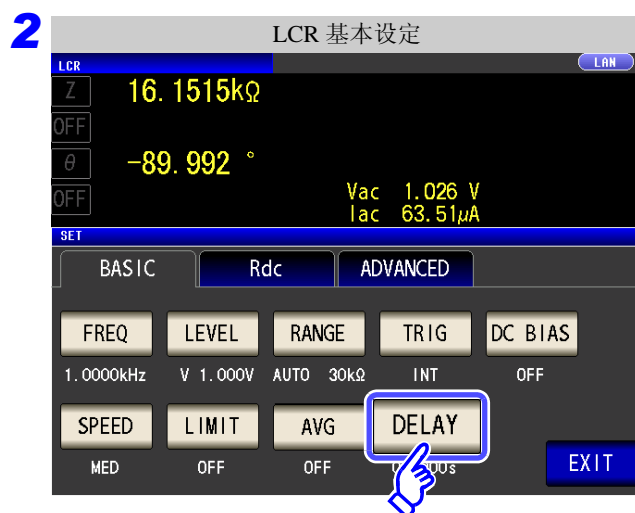 2
LCR 基本设定
LCR
LAN
Z 16.1515kΩ
OFF
θ -89.992 °
OFF
Vac 1.026 V
Iac 63.51μA
SET
BASIC Rdc ADVANCED
FREQ LEVEL RANGE TRIG DC BIAS
1.0000kHz V 1.000V AUTO 30kΩ INT OFF
SPEED LIMIT AVG DELAY
MED OFF OFF
EXIT